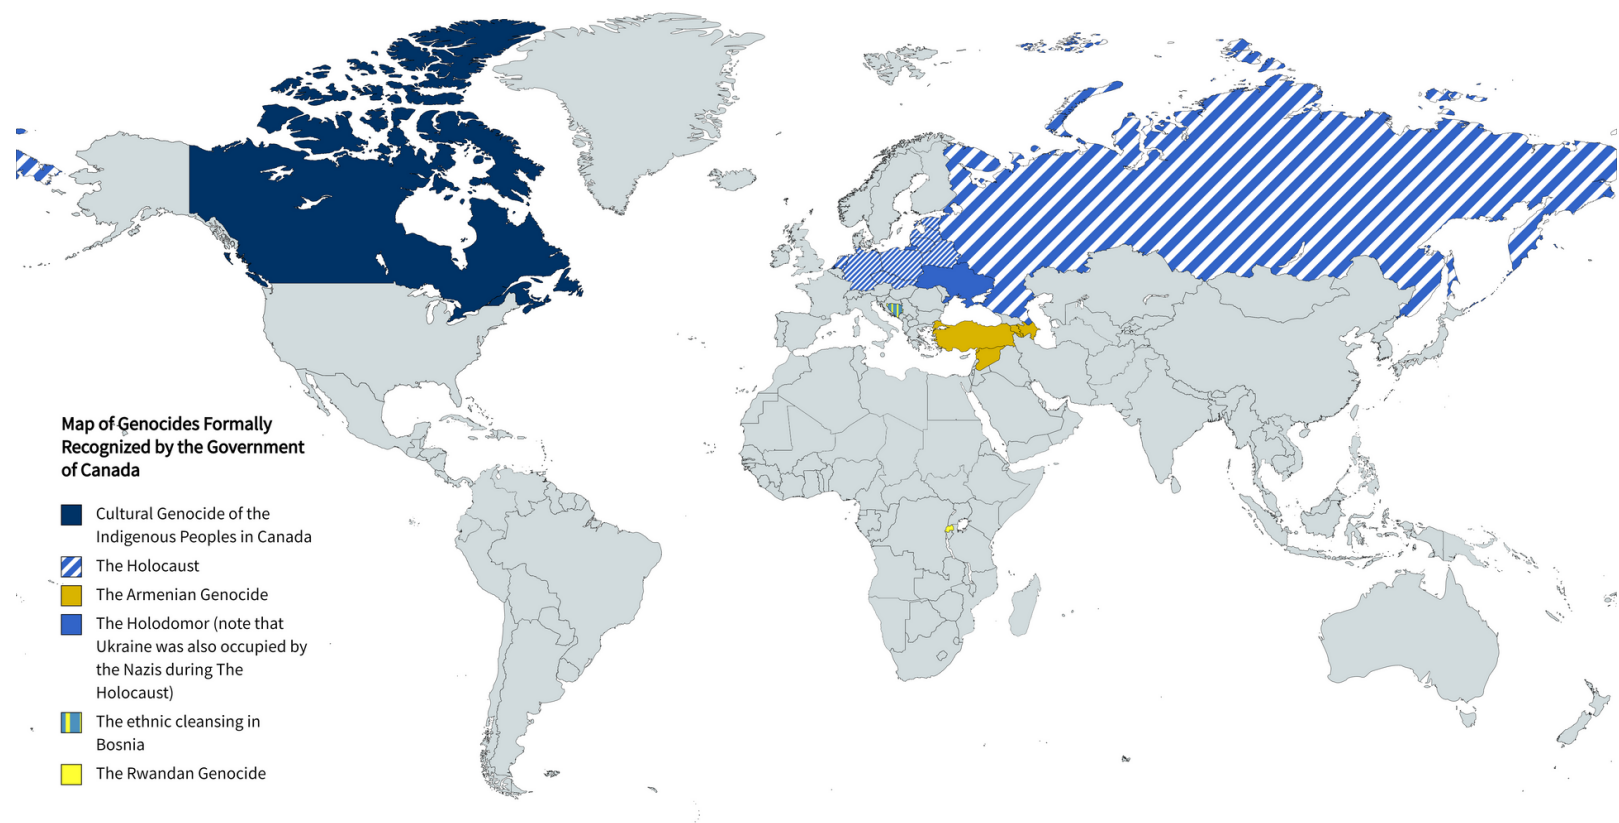 Map of Genocides Formally
Recognized by the Government
of Canada
Cultural Genocide of the
Indigenous Peoples in Canada
The Holocaust
The Armenian Genocide
The Holodomor (note that
Ukraine was also occupied by
the Nazis during The
Holocaust)
The ethnic cleansing in
Bosnia
The Rwandan Genocide